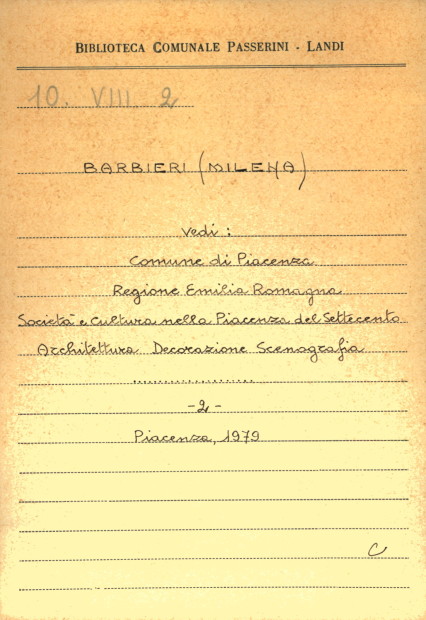 BIBLIOTECA COMUNALE PASSERINI - LANDI
10. VIII 2
BARBIERI (MILENA)
Vedi :
Comune di Piacenza
Regione Emilia Romagna
Società e Cultura nella Piacenza del Settecento
Architettura Decorazione Scenografia
....................
-2-
Piacenza, 1979
C